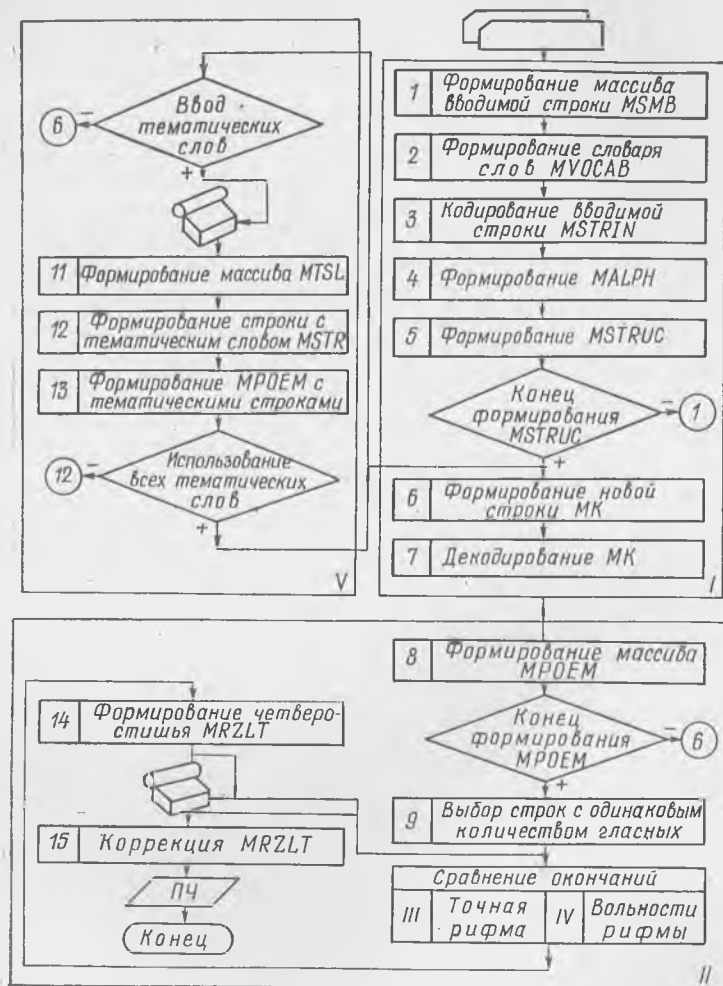 Ввод
тематических
слов
6
−
+
11 Формирование массива MTSL
12 Формирование строки с
тематическим словом MSTR
13 Формирование MPOEM с
тематическими строками
Использование
всех тематических
слов
12
−
+
V
1 Формирование массива
вводимой строки MSMB
2 Формирование словаря
слов MVOCAB
3 Кодирование вводимой
строки MSTRIN
4 Формирование MALPH
5 Формирование MSTRUC
Конец
формирования
MSTRUC
−
1
+
6 Формирование новой
строки МК
7 Декодирование МК
I
8 Формирование массива
MPOEM
Конец
формирования
MPOEM
−
6
+
9 Выбор строк с одинаковым
количеством гласных
Сравнение окончаний
III Точная
рифма
IV Вольности
рифмы
14 Формирование четверо-
стишья MRZLT
15 Коррекция MRZLT
ПЧ
Конец
II